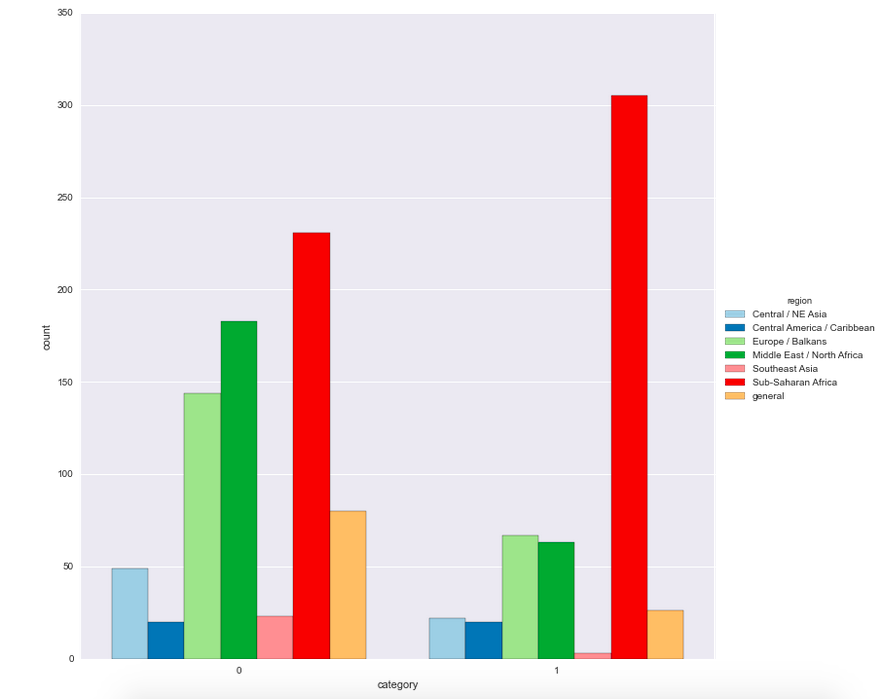 350
300
250
200
150
100
50
0
count
0
1
category
region
Central / NE Asia
Central America / Caribbean
Europe / Balkans
Middle East / North Africa
Southeast Asia
Sub-Saharan Africa
general